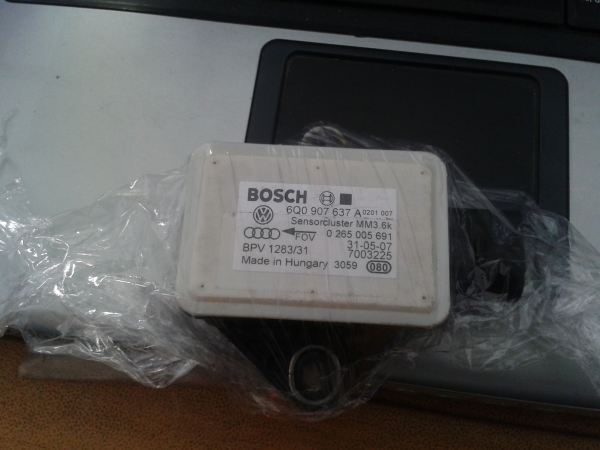 BOSCH
6Q0 907 637 A 0201 007
Sensorcluster MM3.6k
FOV 0 265 005 691
BPV 1283/31 31-05-07
7003225
Made in Hungary 3059 080